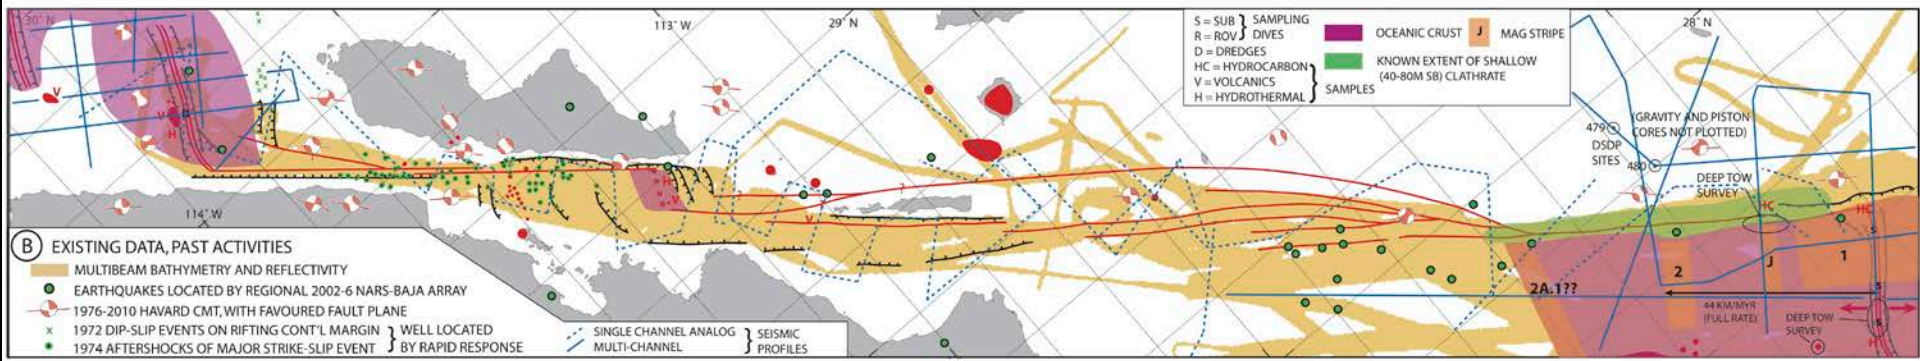 30° N
113° W
29° N
28° N
114° W
S = SUB } SAMPLING
R = ROV } DIVES
D = DREDGES
HC = HYDROCARBON
V = VOLCANICS } SAMPLES
H = HYDROTHERMAL
OCEANIC CRUST
J MAG STRIPE
KNOWN EXTENT OF SHALLOW
(40-80M SB) CLATHRATE
479
DSDP
SITES
480
(GRAVITY AND PISTON
CORES NOT PLOTTED)
DEEP TOW
SURVEY
HC
HC
V
V
H
H
V
V
?
?
S
2A.1??
2
J
1
44 KM/MYR
(FULL RATE)
DEEP TOW
SURVEY
S
S
H
B EXISTING DATA, PAST ACTIVITIES
MULTIBEAM BATHYMETRY AND REFLECTIVITY
EARTHQUAKES LOCATED BY REGIONAL 2002-6 NARS-BAJA ARRAY
1976-2010 HAVARD CMT, WITH FAVOURED FAULT PLANE
1972 DIP-SLIP EVENTS ON RIFTING CONT'L MARGIN } WELL LOCATED
1974 AFTERSHOCKS OF MAJOR STRIKE-SLIP EVENT } BY RAPID RESPONSE
SINGLE CHANNEL ANALOG } SEISMIC
MULTI-CHANNEL } PROFILES